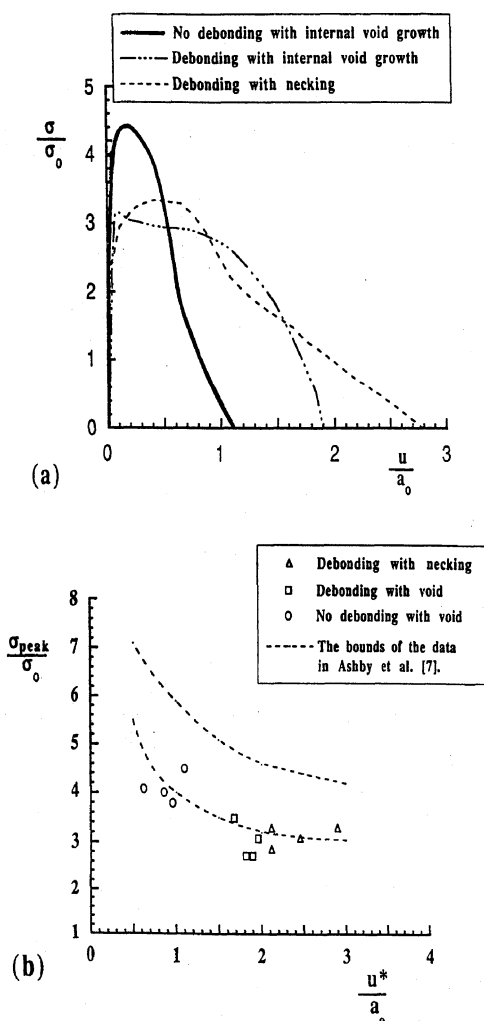 No debonding with internal void growth
Debonding with internal void growth
Debonding with necking
σ/σ₀
5
4
3
2
1
0
0 1 2 3
u/a₀
(a)
Debonding with necking
Debonding with void
No debonding with void
The bounds of the data
in Ashby et al. [7].
σpeak/σ₀
8
7
6
5
4
3
2
1
0 1 2 3 4
u*/a₀
(b)